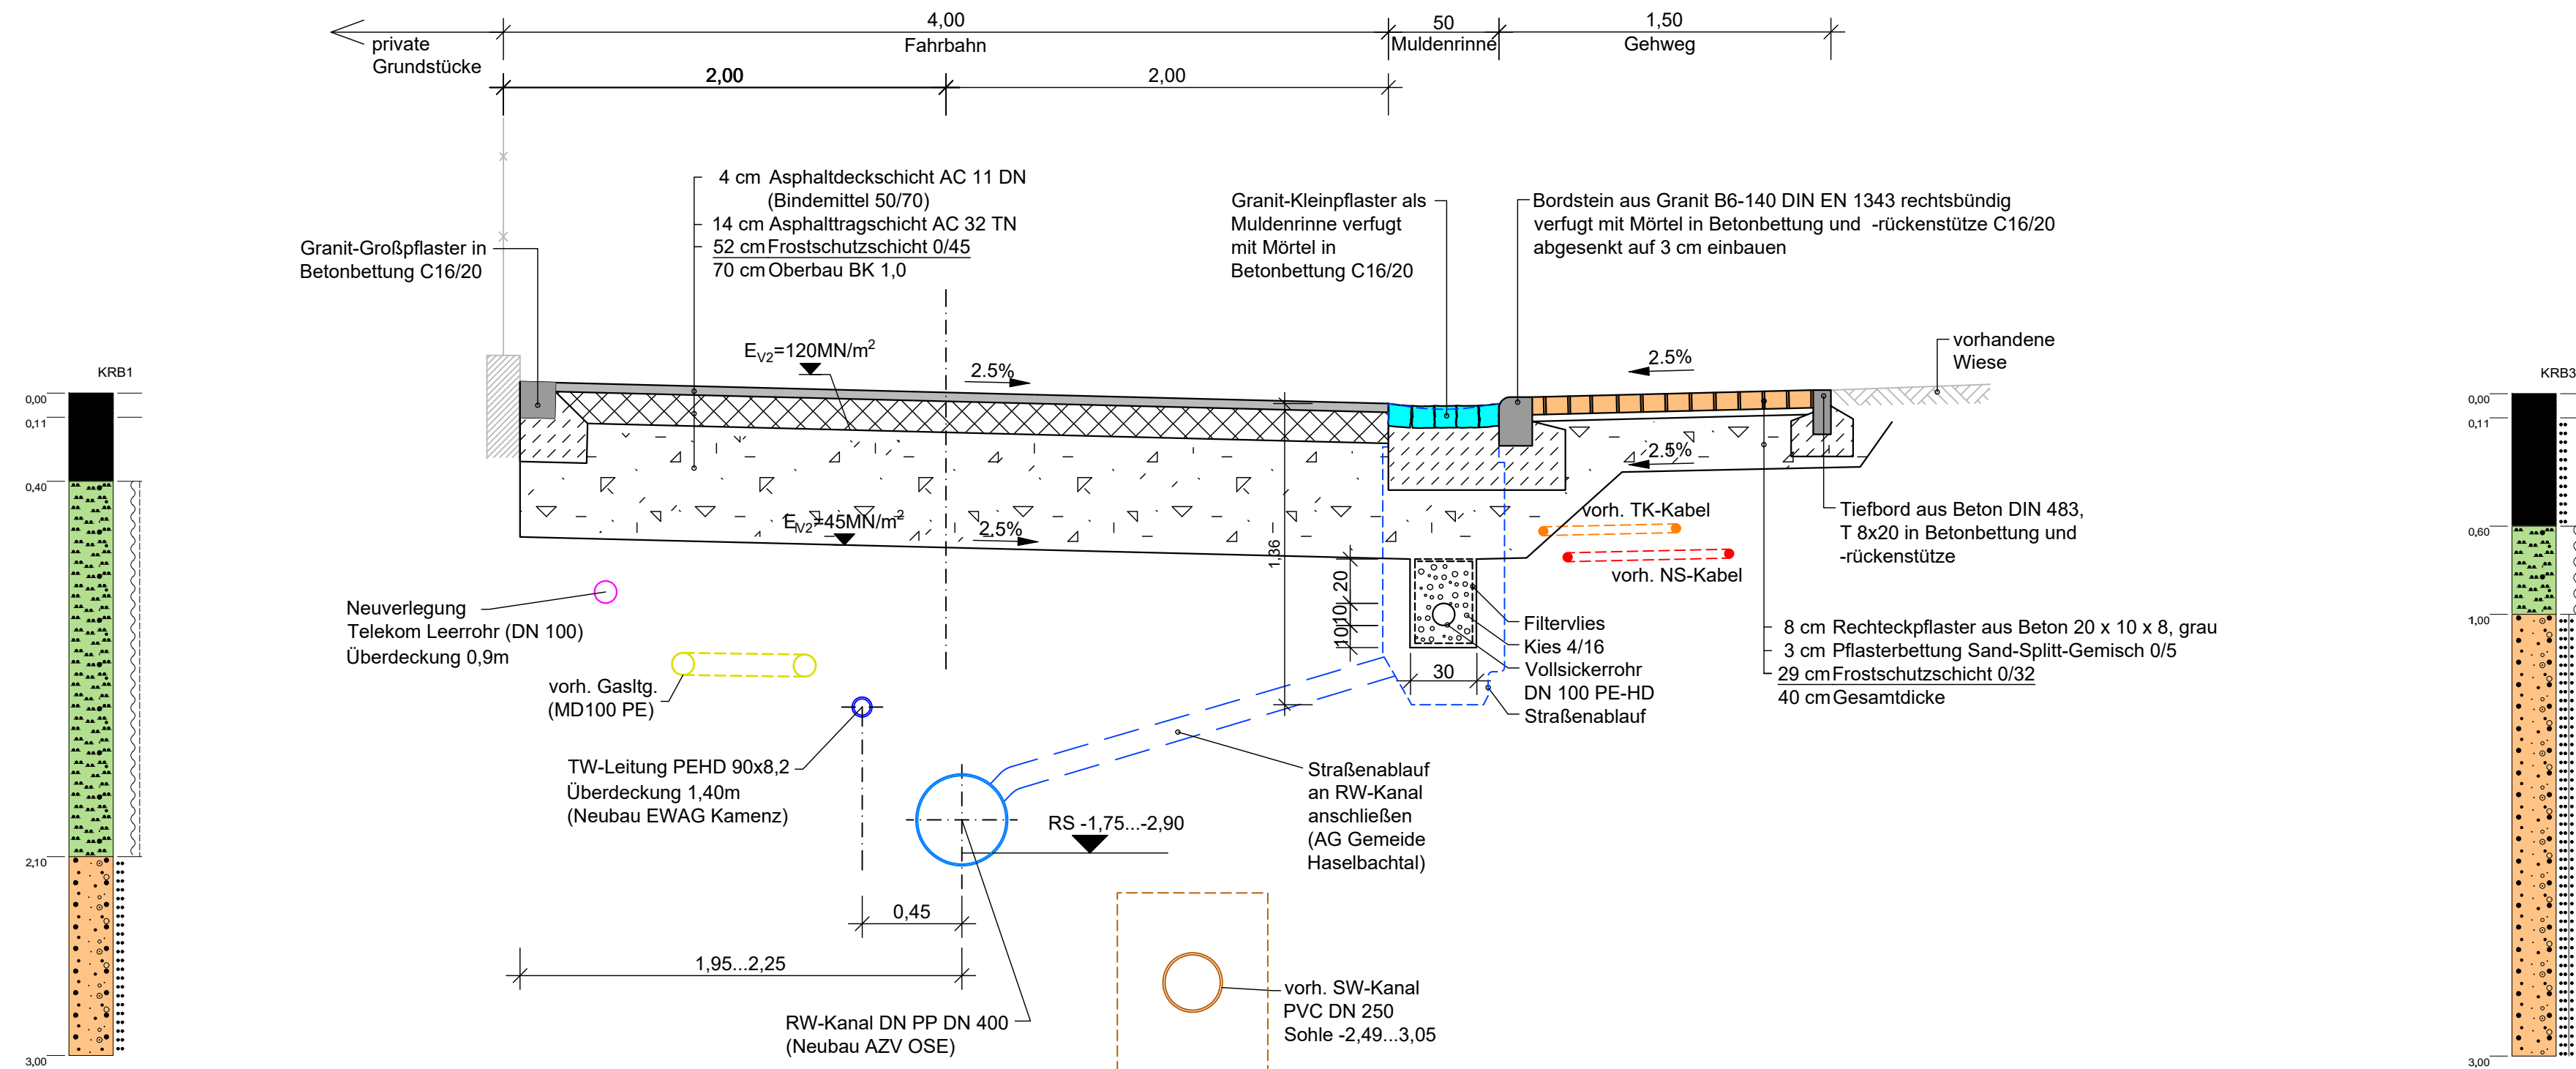 4,00
50
1,50
private
Grundstücke
Fahrbahn
Muldenrinne
Gehweg
2,00
2,00
4 cm Asphaltdeckschicht AC 11 DN
(Bindemittel 50/70)
14 cm Asphalttragschicht AC 32 TN
52 cm Frostschutzschicht 0/45
70 cm Oberbau BK 1,0
Granit-Großpflaster in
Betonbettung C16/20
Granit-Kleinpflaster als
Muldenrinne verfugt
mit Mörtel in
Betonbettung C16/20
Bordstein aus Granit B6-140 DIN EN 1343 rechtsbündig
verfugt mit Mörtel in Betonbettung und -rückenstütze C16/20
abgesenkt auf 3 cm einbauen
vorhandene
Wiese
EV2=120MN/m²
2.5%
2.5%
2.5%
EV2=45MN/m²
2.5%
1,36
20
10
10
30
vorh. TK-Kabel
vorh. NS-Kabel
Tiefbord aus Beton DIN 483,
T 8x20 in Betonbettung und
-rückenstütze
Neuverlegung
Telekom Leerrohr (DN 100)
Überdeckung 0,9m
Filtervlies
Kies 4/16
Vollsickerrohr
DN 100 PE-HD
Straßenablauf
8 cm Rechteckpflaster aus Beton 20 x 10 x 8, grau
3 cm Pflasterbettung Sand-Splitt-Gemisch 0/5
29 cm Frostschutzschicht 0/32
40 cm Gesamtdicke
vorh. Gasltg.
(MD100 PE)
TW-Leitung PEHD 90x8,2
Überdeckung 1,40m
(Neubau EWAG Kamenz)
Straßenablauf
an RW-Kanal
anschließen
(AG Gemeide
Haselbachtal)
RS -1,75...-2,90
0,45
1,95...2,25
RW-Kanal DN PP DN 400
(Neubau AZV OSE)
vorh. SW-Kanal
PVC DN 250
Sohle -2,49...3,05
KRB1
0,00
0,11
0,40
2,10
3,00
KRB3
0,00
0,11
0,60
1,00
3,00